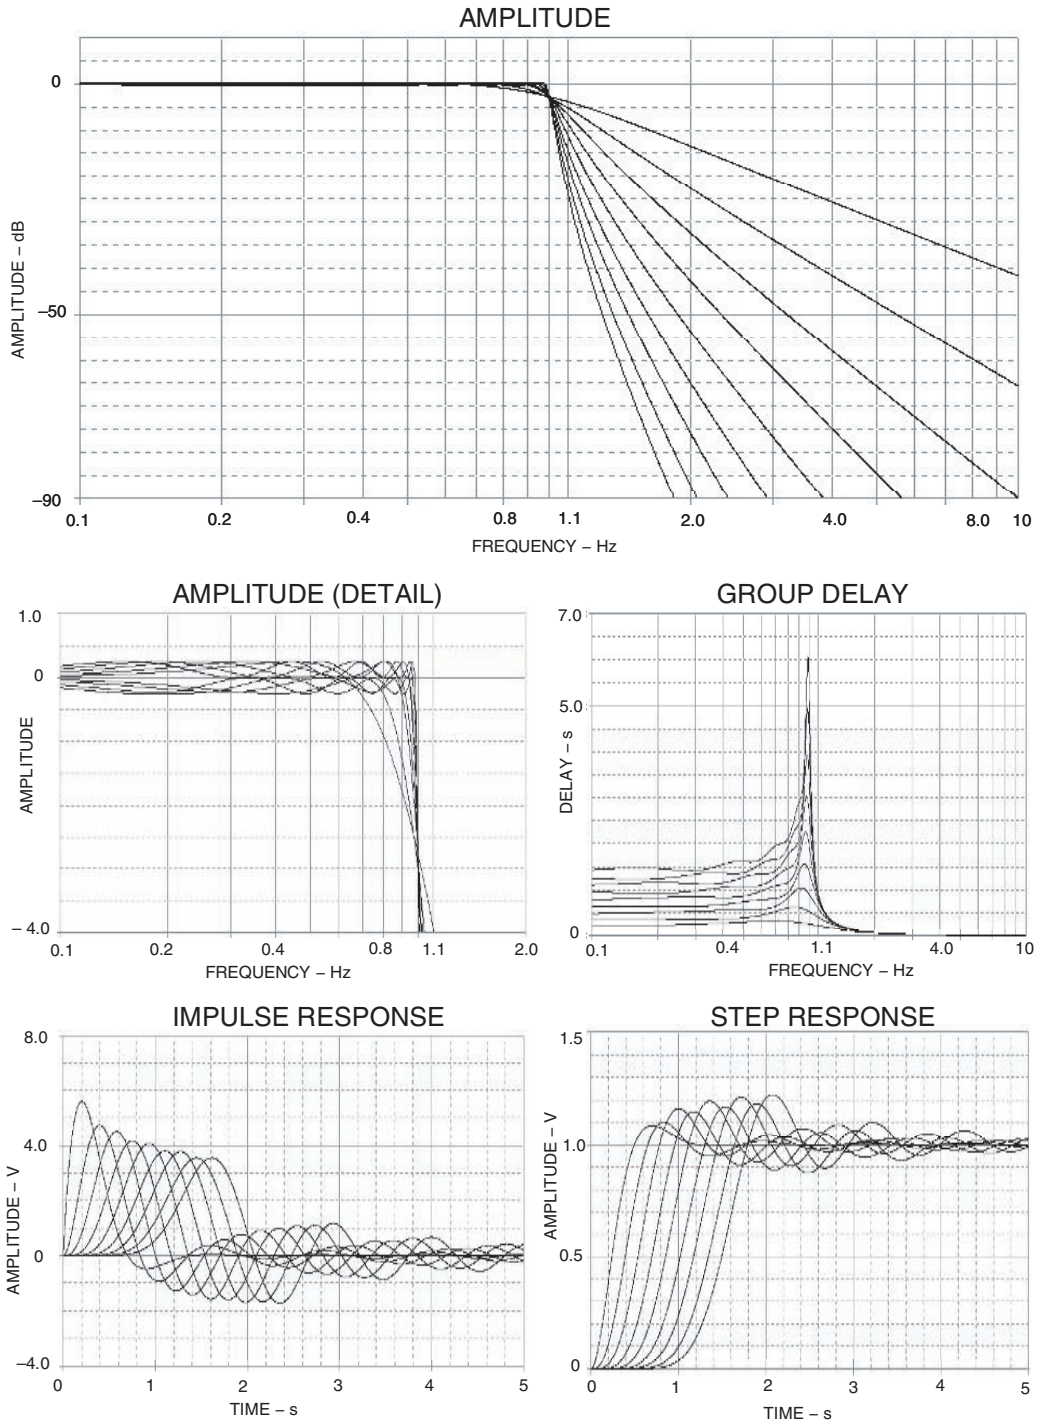 AMPLITUDE
0
–50
–90
AMPLITUDE – dB
0.1 0.2 0.4 0.8 1.1 2.0 4.0 8.0 10
FREQUENCY – Hz
AMPLITUDE (DETAIL)
1.0
0
– 4.0
AMPLITUDE
0.1 0.2 0.4 0.8 1.1 2.0
FREQUENCY – Hz
GROUP DELAY
7.0
5.0
0
DELAY – s
0.1 0.4 1.1 4.0 10
FREQUENCY – Hz
IMPULSE RESPONSE
8.0
4.0
0
–4.0
AMPLITUDE – V
0 1 2 3 4 5
TIME – s
STEP RESPONSE
1.5
1.0
0.5
0
AMPLITUDE – V
0 1 2 3 4 5
TIME – s